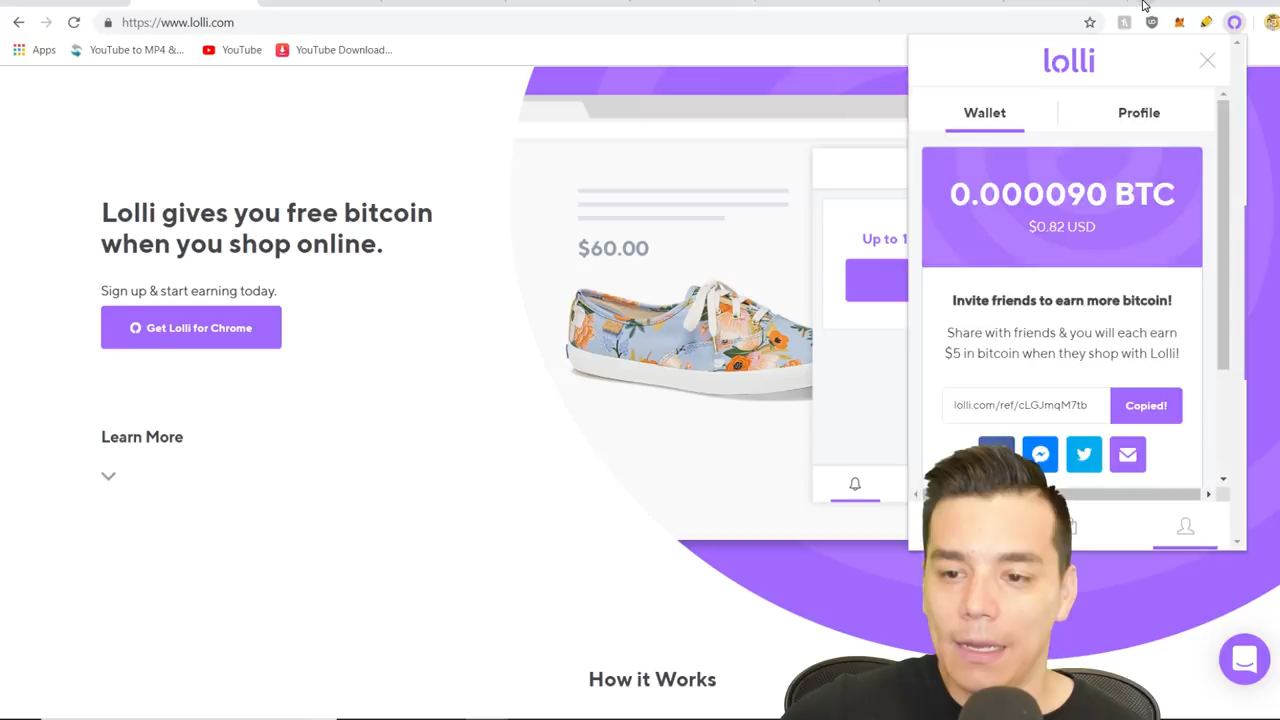 https://www.lolli.com
Apps
YouTube to MP4 &...
YouTube
YouTube Download...
lolli
Wallet
Profile
0.000090 BTC
$0.82 USD
Invite friends to earn more bitcoin!
Share with friends & you will each earn
$5 in bitcoin when they shop with Lolli!
lolli.com/ref/cLGJmqM7tb
Copied!
Lolli gives you free bitcoin
when you shop online.
Sign up & start earning today.
Get Lolli for Chrome
Learn More
$60.00
Up to 1
How it Works